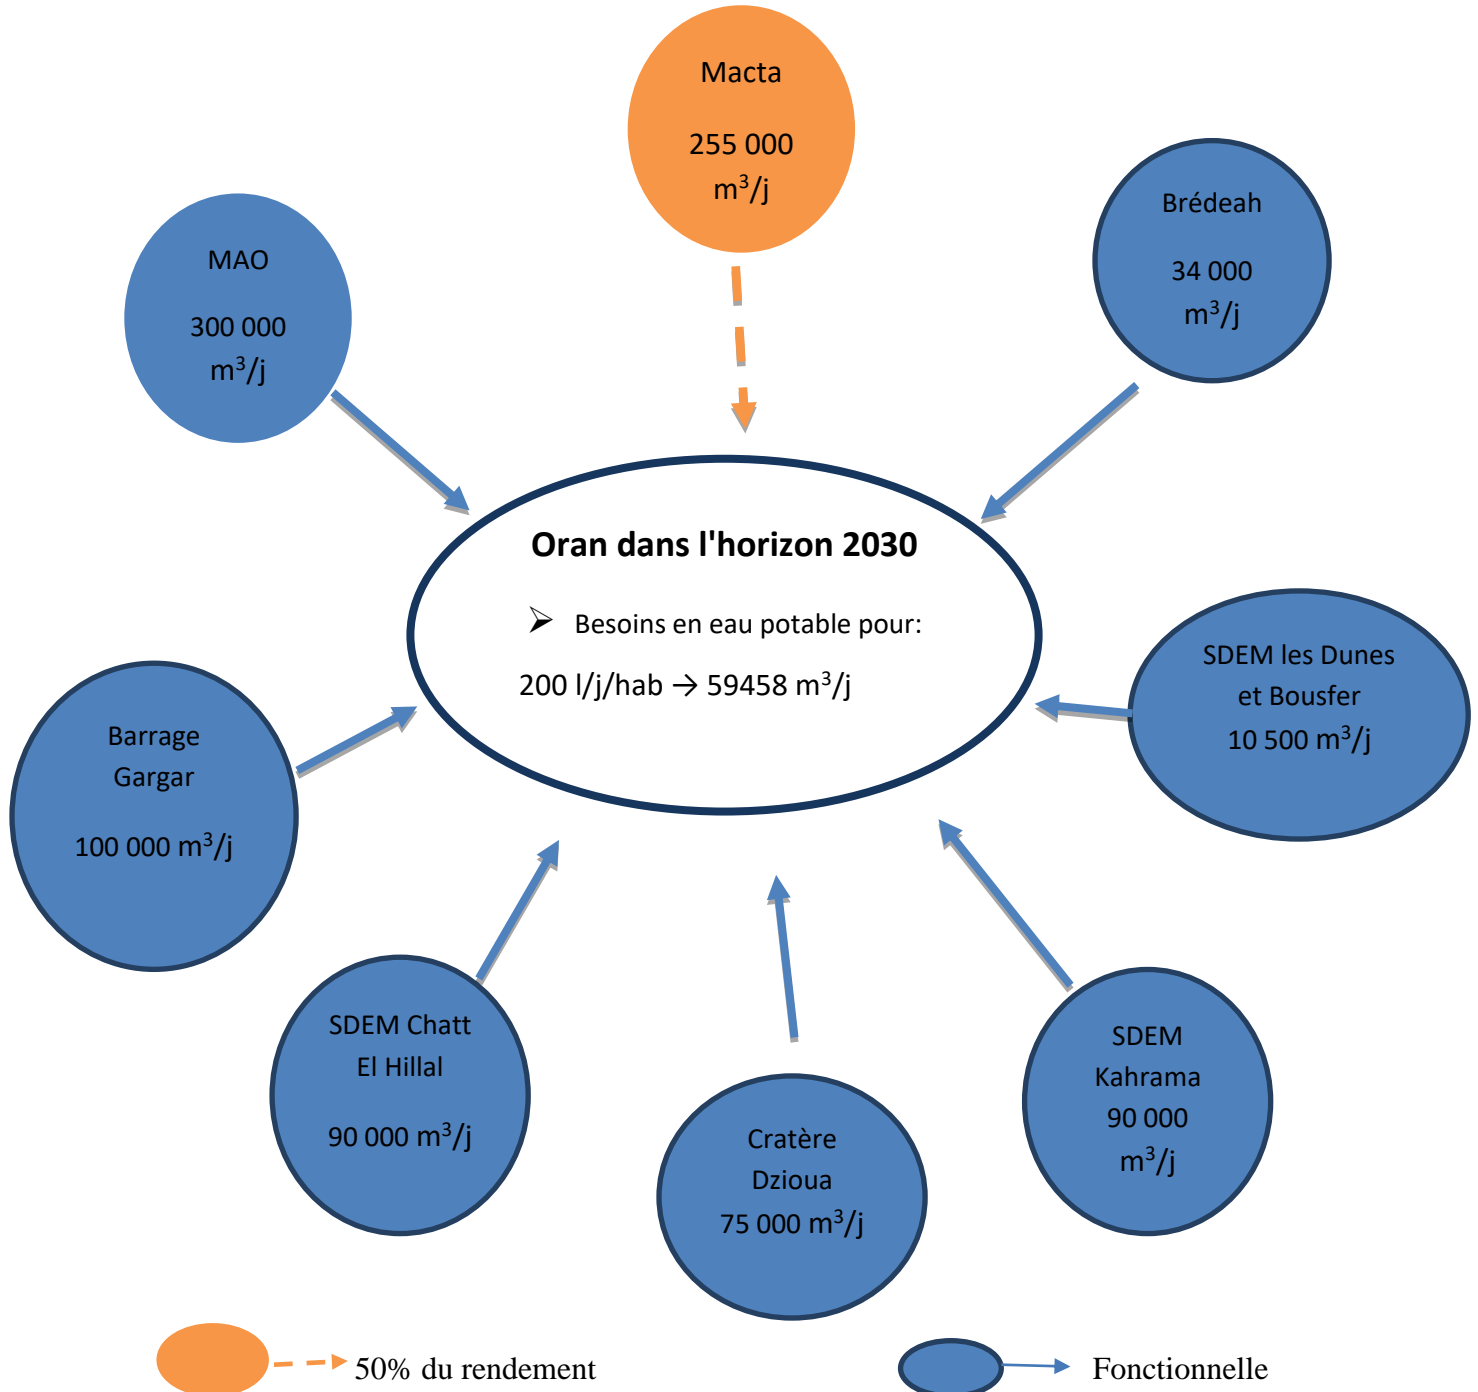 Macta
255 000
m³/j
Brédeah
34 000
m³/j
MAO
300 000
m³/j
Oran dans l'horizon 2030
➢ Besoins en eau potable pour:
200 l/j/hab → 59458 m³/j
SDEM les Dunes
et Bousfer
10 500 m³/j
Barrage
Gargar
100 000 m³/j
SDEM Chatt
El Hillal
90 000 m³/j
Cratère
Dzioua
75 000 m³/j
SDEM
Kahrama
90 000
m³/j
50% du rendement
Fonctionnelle